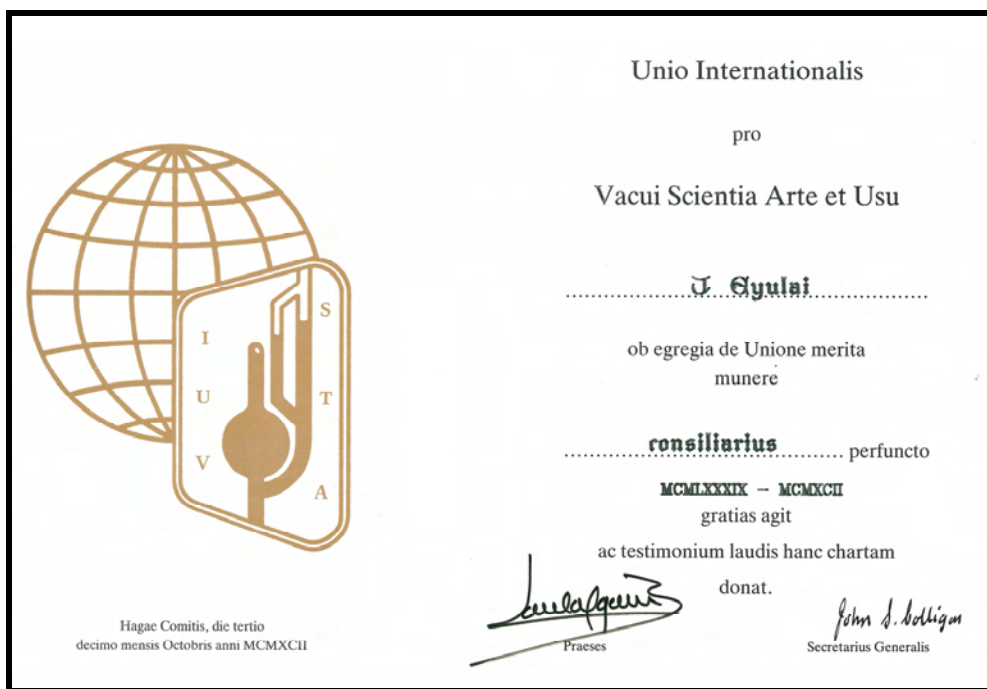 I
U
V
S
T
A
Hagae Comitis, die tertio
decimo mensis Octobris anni MCMXCII
Unio Internationalis
pro
Vacui Scientia Arte et Usu
J Gyulai
ob egregia de Unione merita
munere
consiliarius perfuncto
MCMLXXXIX – MCMXCII
gratias agit
ac testimonium laudis hanc chartam
donat.
John S. Colligon
Praeses
Secretarius Generalis